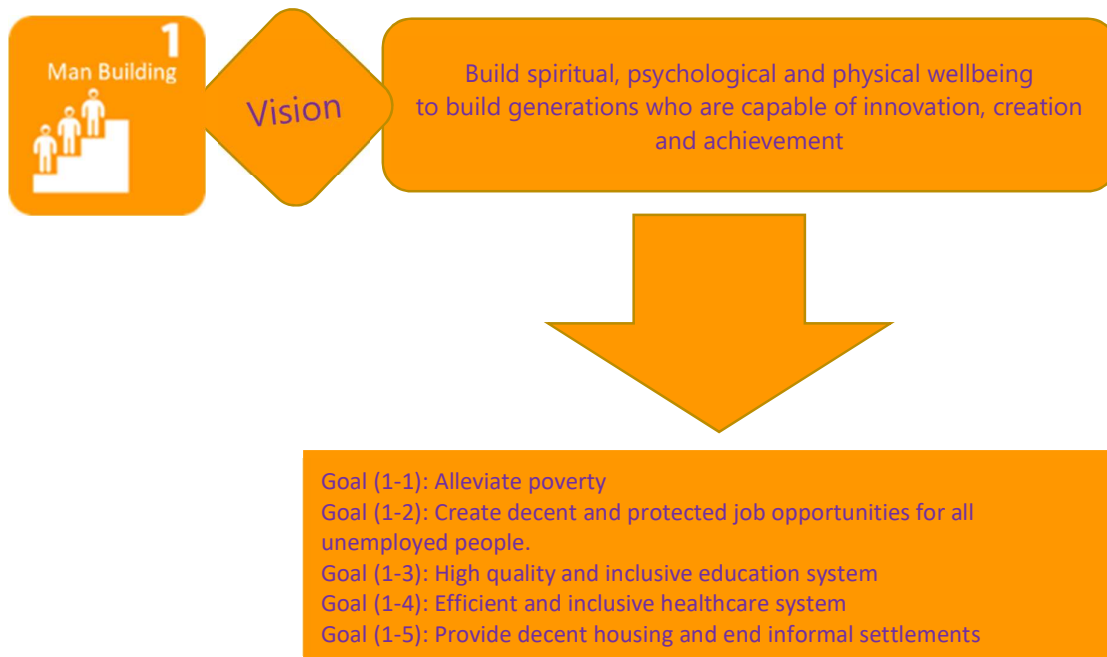 1
Man Building
Vision
Build spiritual, psychological and physical wellbeing
to build generations who are capable of innovation, creation
and achievement
Goal (1-1): Alleviate poverty
Goal (1-2): Create decent and protected job opportunities for all
unemployed people.
Goal (1-3): High quality and inclusive education system
Goal (1-4): Efficient and inclusive healthcare system
Goal (1-5): Provide decent housing and end informal settlements